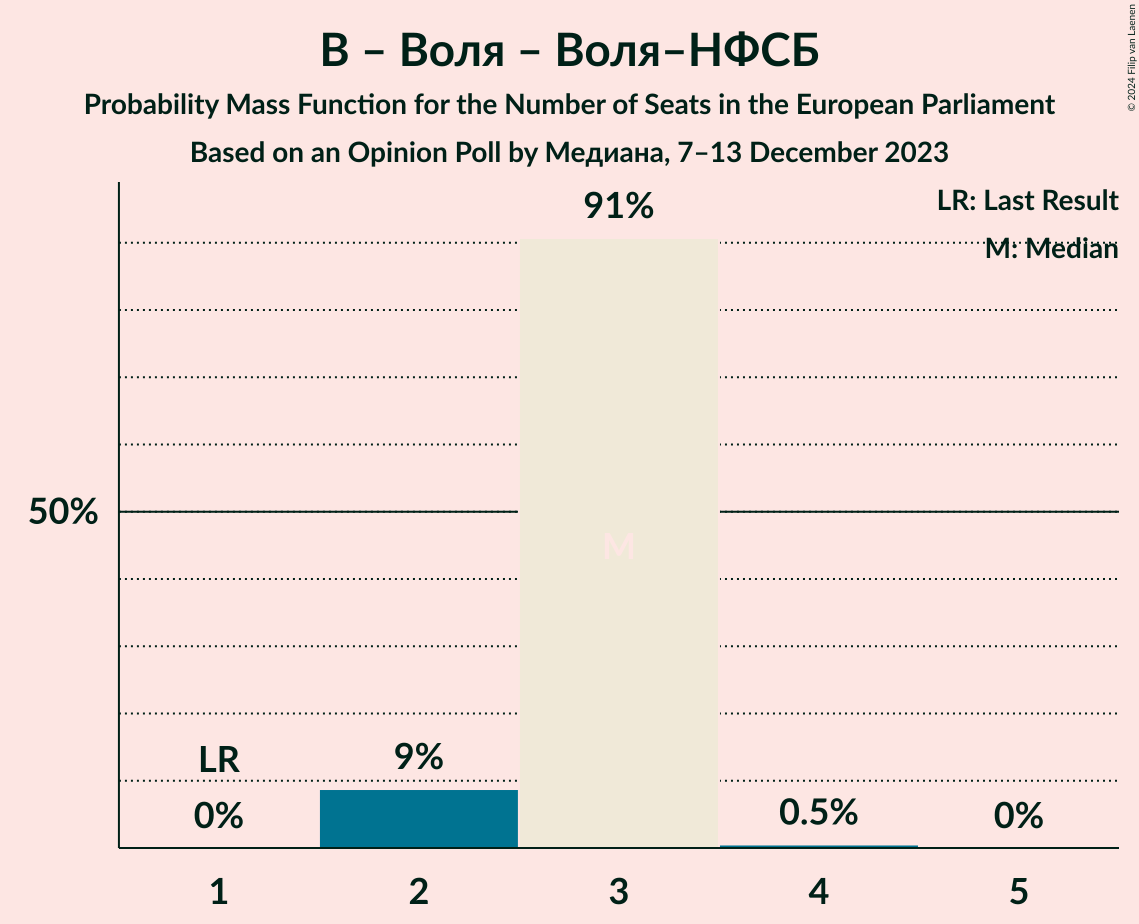 В – Воля – Воля–НФСБ
Probability Mass Function for the Number of Seats in the European Parliament
Based on an Opinion Poll by Медиана, 7–13 December 2023
© 2024 Filip van Laenen
LR: Last Result
M: Median
91%
50%
M
LR
0%
9%
0.5%
0%
1
2
3
4
5